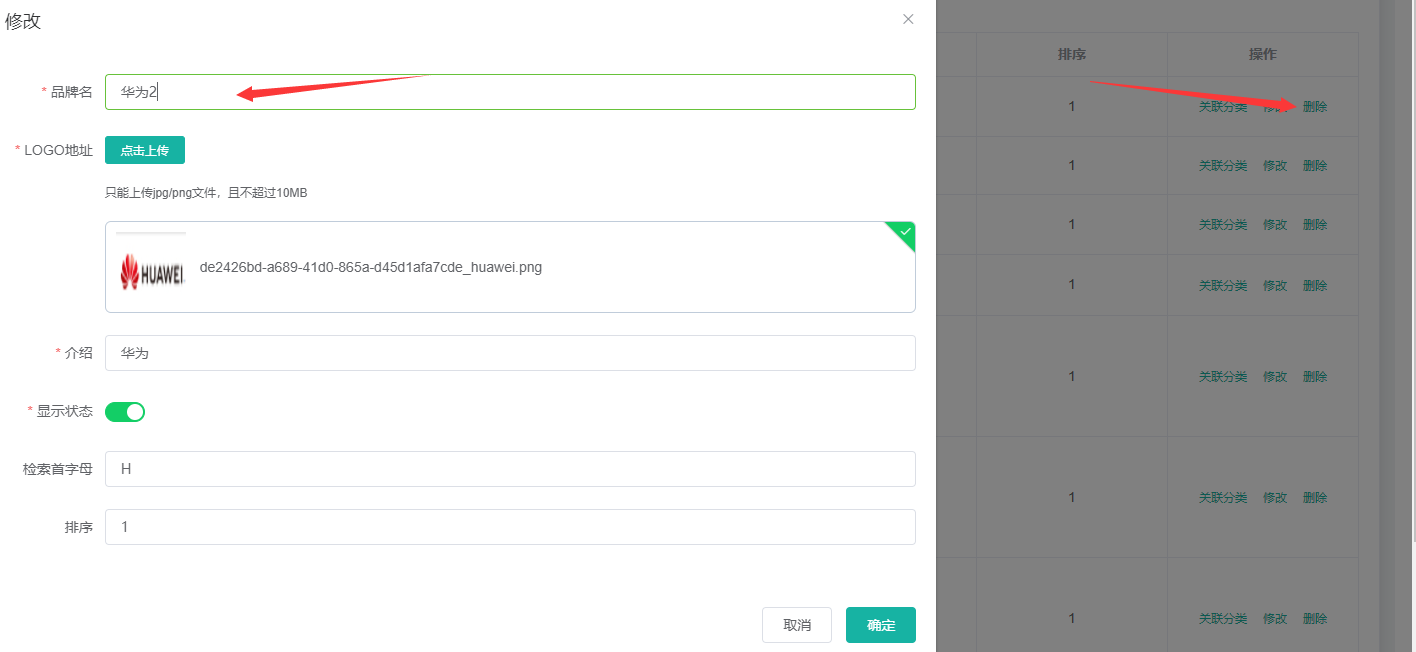 修改
* 品牌名 华为2
* LOGO地址 点击上传
只能上传jpg/png文件，且不超过10MB
HUAWEI
de2426bd-a689-41d0-865a-d45d1afa7cde_huawei.png
* 介绍 华为
* 显示状态
检索首字母 H
排序 1
取消 确定
排序 操作
1 关联分类 修改 删除
1 关联分类 修改 删除
1 关联分类 修改 删除
1 关联分类 修改 删除
1 关联分类 修改 删除
1 关联分类 修改 删除
1 关联分类 修改 删除